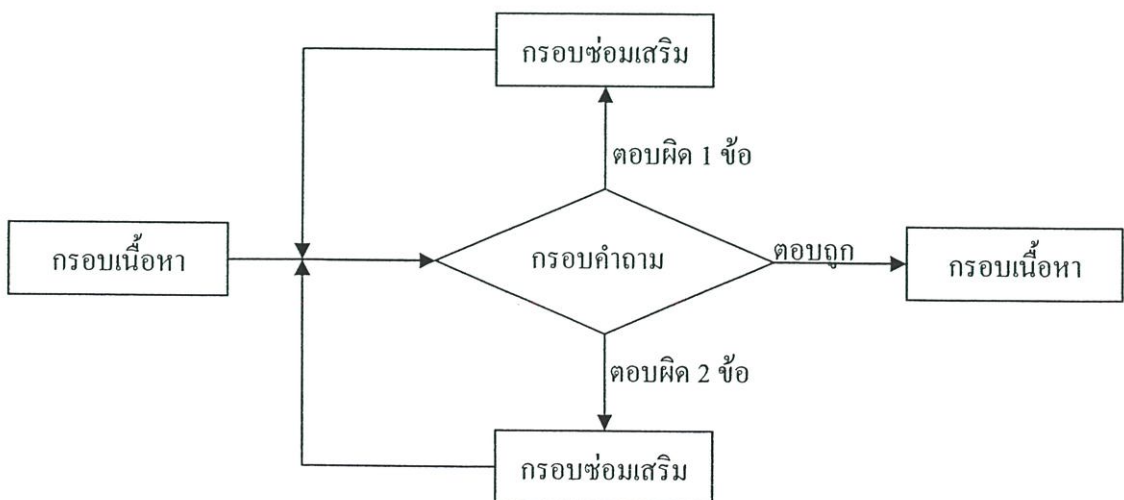 กรอบซ่อมเสริม
ตอบผิด 1 ข้อ
กรอบเนื้อหา
กรอบคำถาม
ตอบถูก
กรอบเนื้อหา
ตอบผิด 2 ข้อ
กรอบซ่อมเสริม